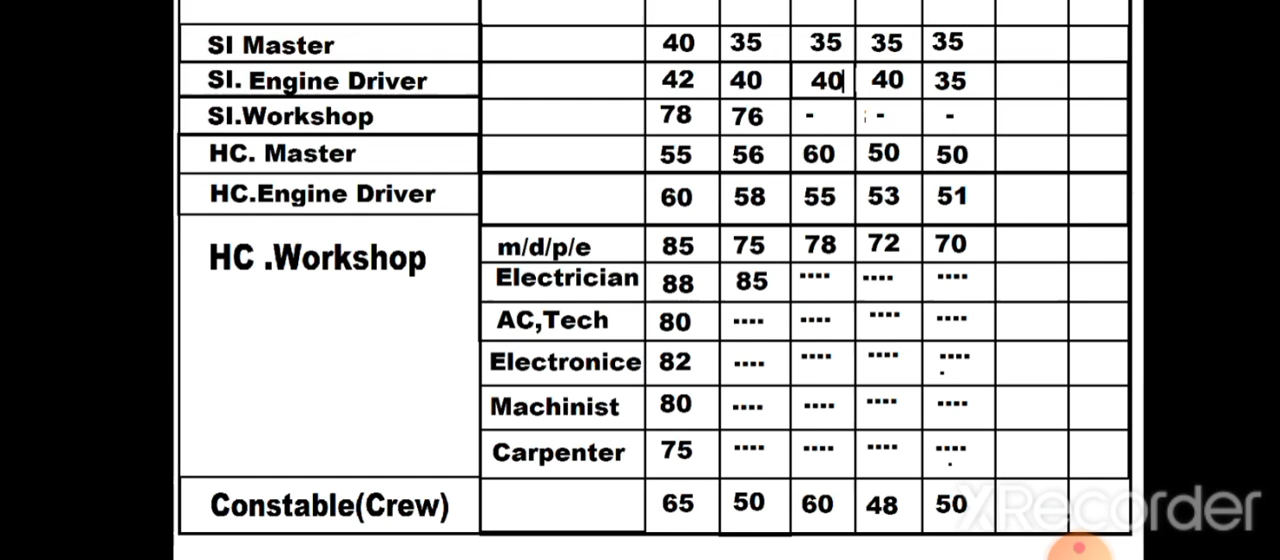 SI Master 40 35 35 35 35
SI. Engine Driver 42 40 40 40 35
SI.Workshop 78 76 - - -
HC. Master 55 56 60 50 50
HC.Engine Driver 60 58 55 53 51
HC .Workshop m/d/p/e 85 75 78 72 70
Electrician 88 85 .... .... ....
AC,Tech 80 .... .... .... ....
Electronice 82 .... .... .... ....
Machinist 80 .... .... .... ....
Carpenter 75 .... .... .... ....
Constable(Crew) 65 50 60 48 50
XRecorder